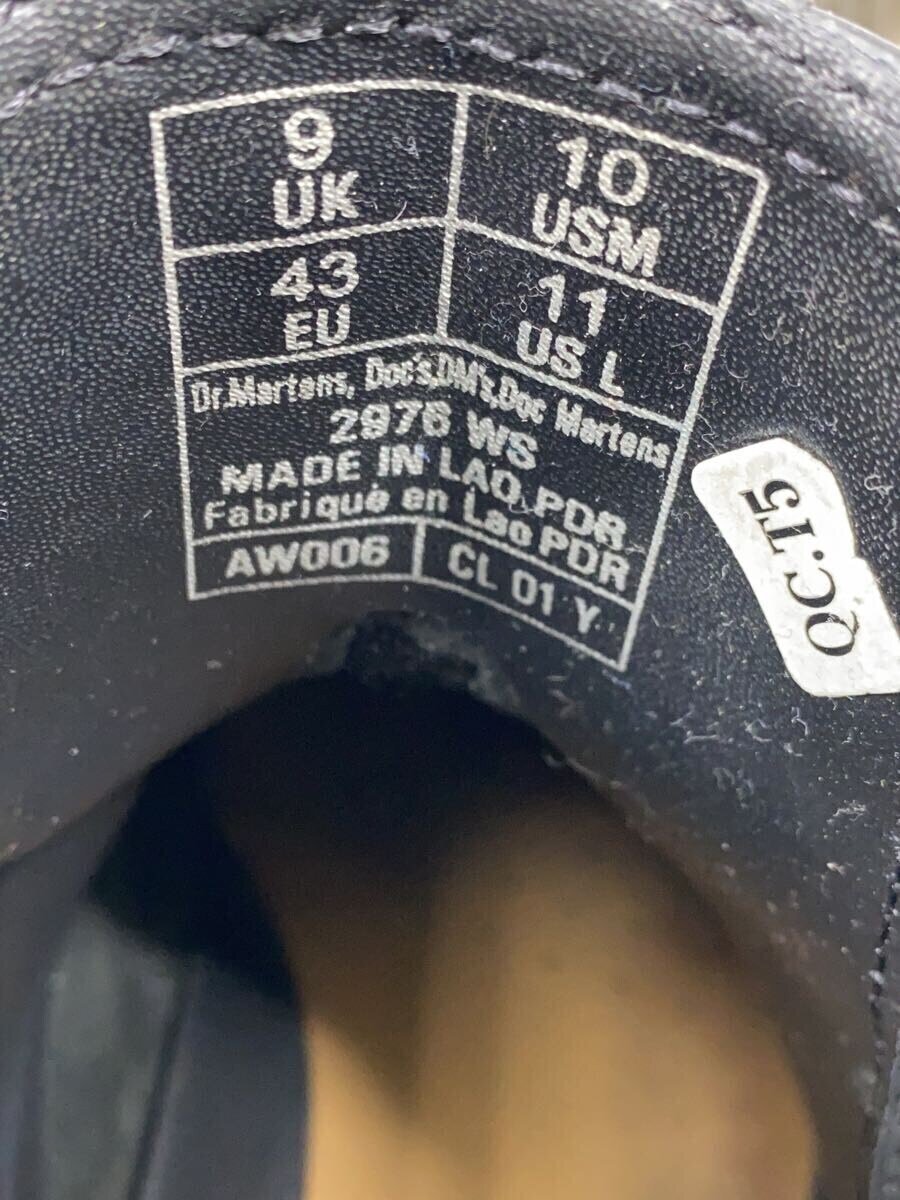 9
UK
10
USM
43
EU
11
US L
Dr.Martens, Doc's,DM's,Doc Martens
2976 WS
MADE IN LAO.PDR
Fabriqué en Lao PDR
AW006
CL 01 Y
QC.T5